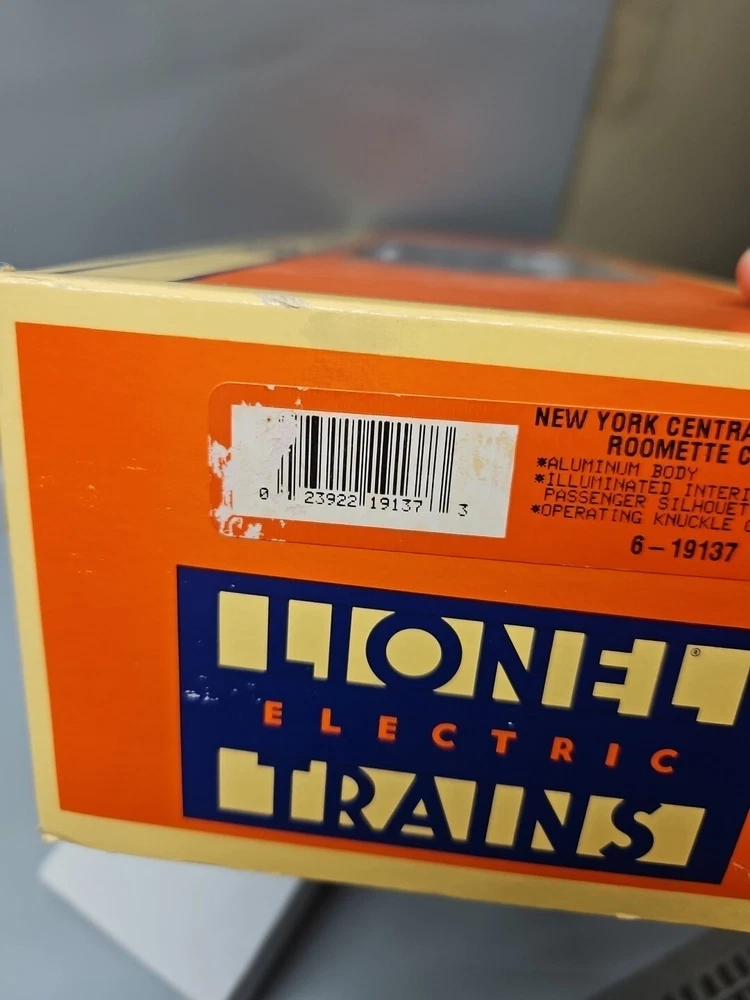 NEW YORK CENTRA
ROOMETTE C
*ALUMINUM BODY
*ILLUMINATED INTERI
PASSENGER SILHOUET
*OPERATING KNUCKLE
6-19137
0 23922 19137 3
LIONEL®
ELECTRIC
TRAINS